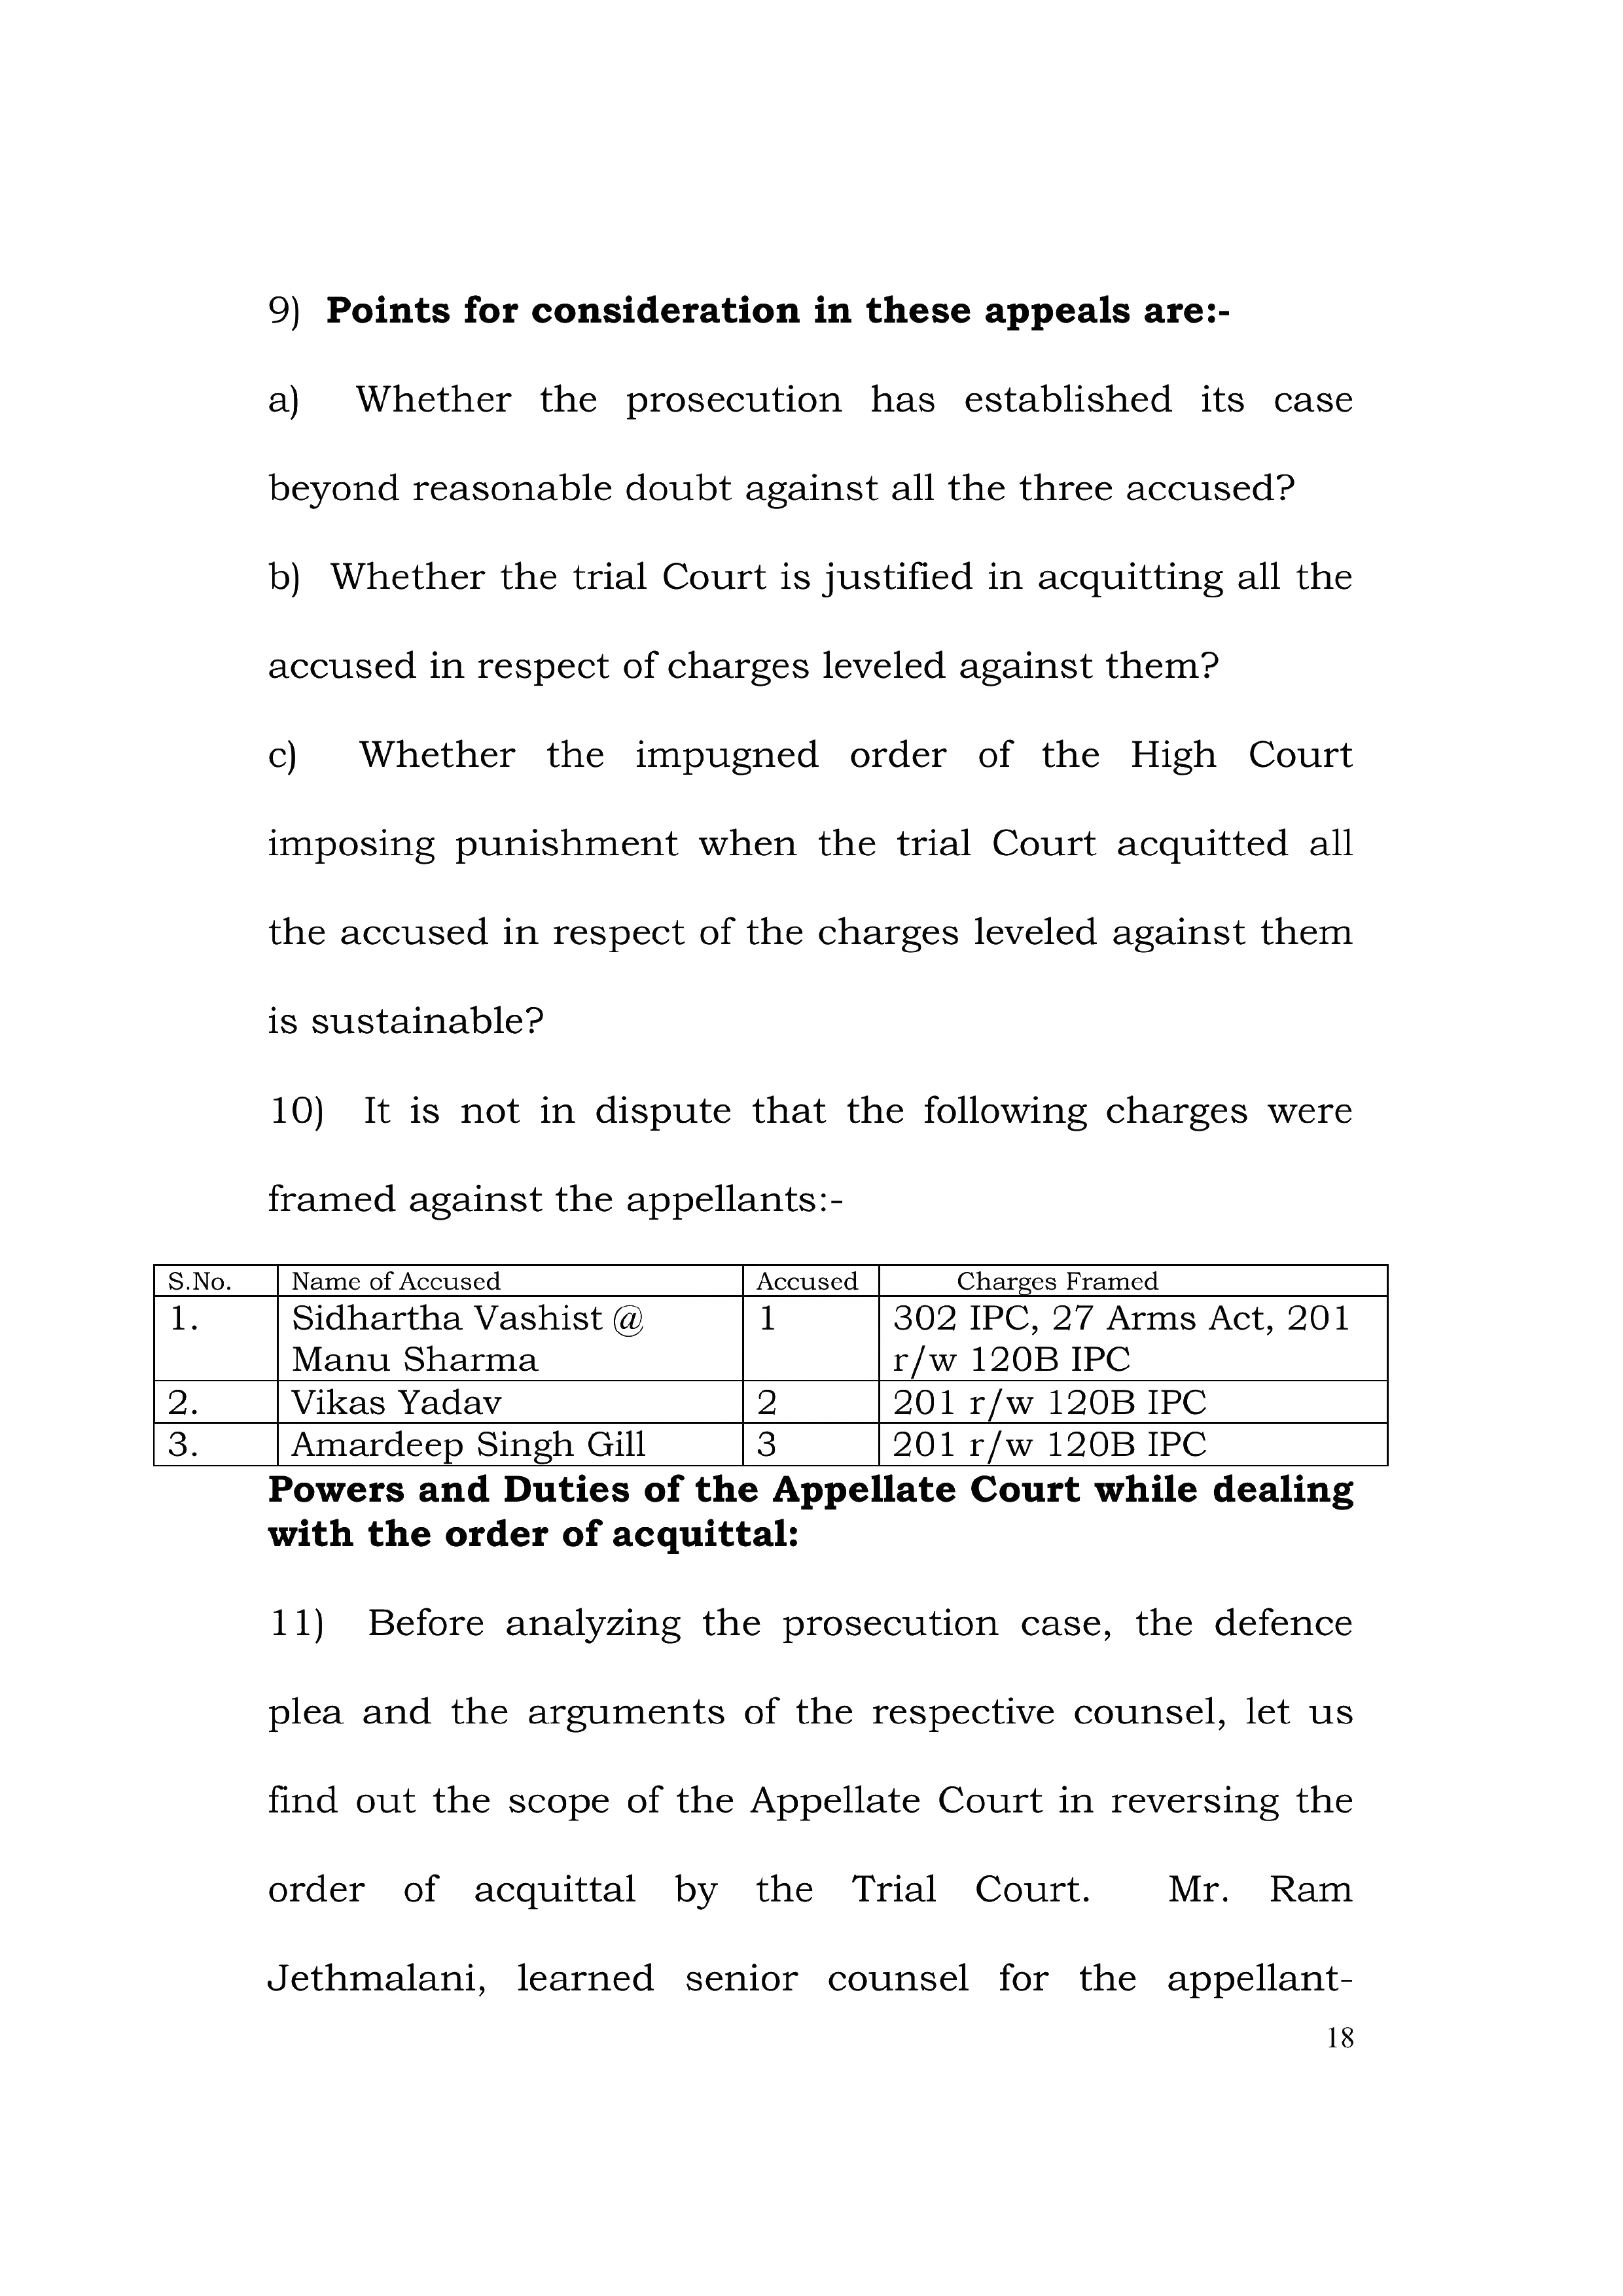 9) Points for consideration in these appeals are:-
a) Whether the prosecution has established its case
beyond reasonable doubt against all the three accused?
b) Whether the trial Court is justified in acquitting all the
accused in respect of charges leveled against them?
c) Whether the impugned order of the High Court
imposing punishment when the trial Court acquitted all
the accused in respect of the charges leveled against them
is sustainable?
10) It is not in dispute that the following charges were
framed against the appellants:-
S.No. Name of Accused Accused Charges Framed
1. Sidhartha Vashist @ 1 302 IPC, 27 Arms Act, 201
Manu Sharma r/w 120B IPC
2. Vikas Yadav 2 201 r/w 120B IPC
3. Amardeep Singh Gill 3 201 r/w 120B IPC
Powers and Duties of the Appellate Court while dealing
with the order of acquittal:
11) Before analyzing the prosecution case, the defence
plea and the arguments of the respective counsel, let us
find out the scope of the Appellate Court in reversing the
order of acquittal by the Trial Court. Mr. Ram
Jethmalani, learned senior counsel for the appellant-
18